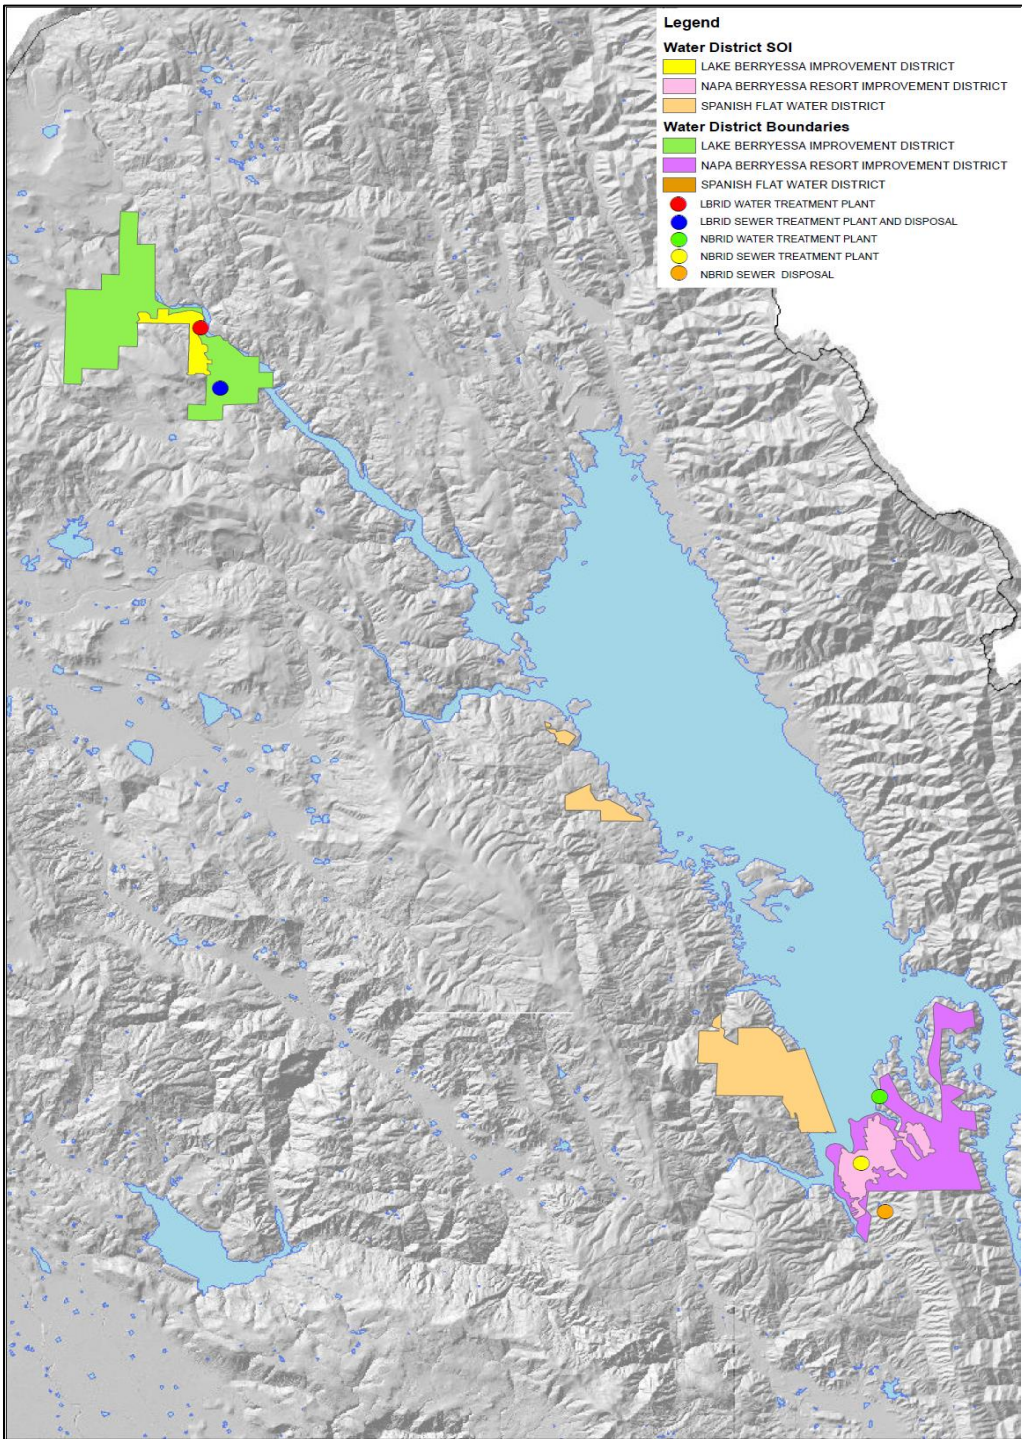 Legend
Water District SOI
LAKE BERRYESSA IMPROVEMENT DISTRICT
NAPA BERRYESSA RESORT IMPROVEMENT DISTRICT
SPANISH FLAT WATER DISTRICT
Water District Boundaries
LAKE BERRYESSA IMPROVEMENT DISTRICT
NAPA BERRYESSA RESORT IMPROVEMENT DISTRICT
SPANISH FLAT WATER DISTRICT
LBRID WATER TREATMENT PLANT
LBRID SEWER TREATMENT PLANT AND DISPOSAL
NBRID WATER TREATMENT PLANT
NBRID SEWER TREATMENT PLANT
NBRID SEWER DISPOSAL